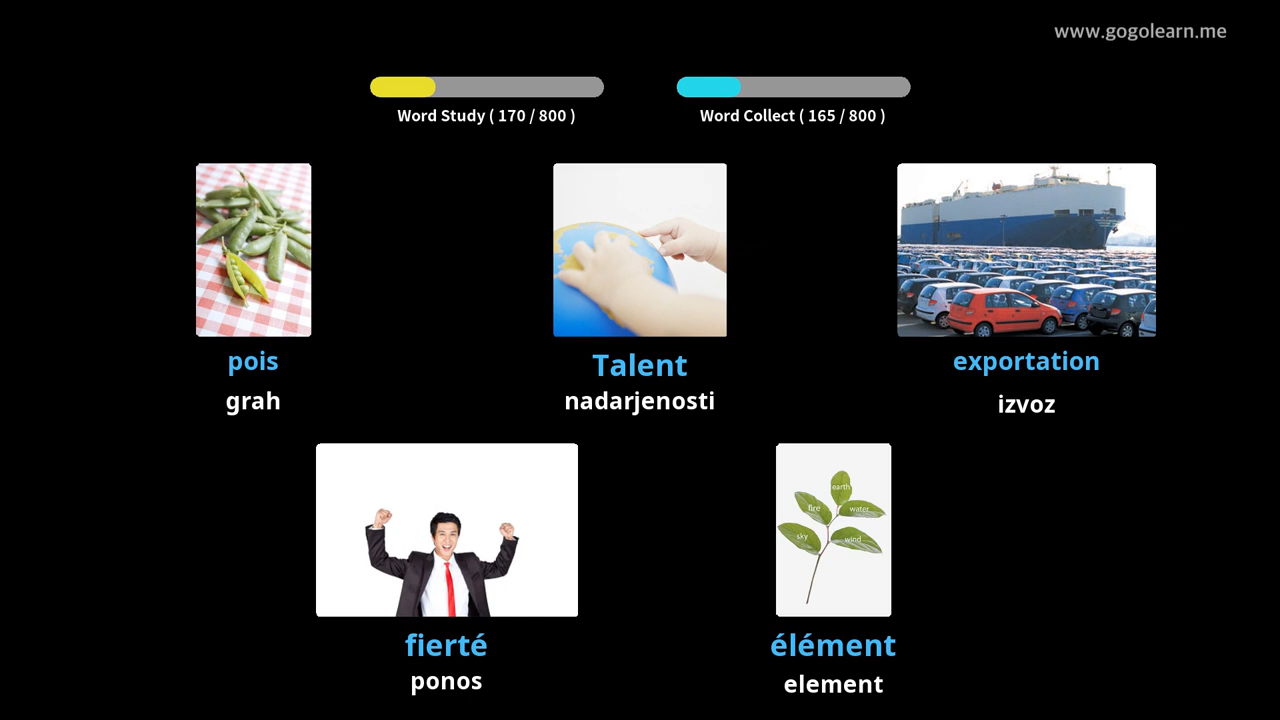 www.gogolearn.me
Word Study ( 170 / 800 )
Word Collect ( 165 / 800 )
pois
grah
Talent
nadarjenosti
exportation
izvoz
earth
fire
water
sky
wind
fierté
ponos
élément
element